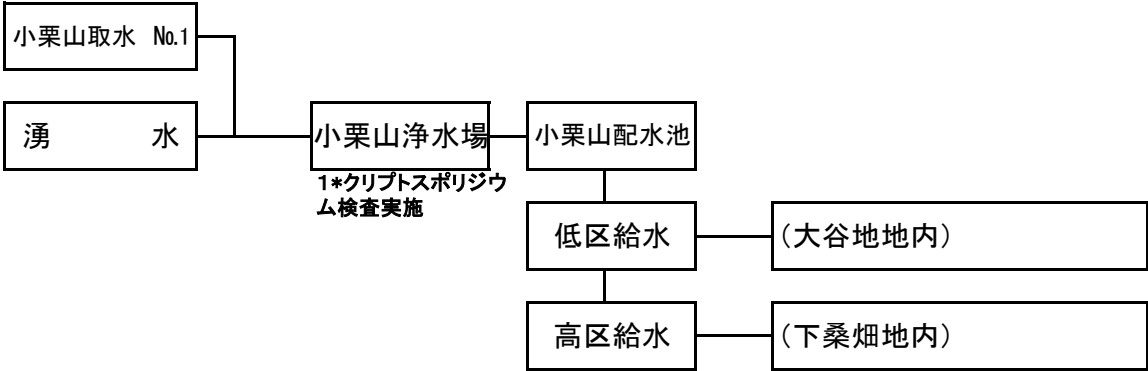 小栗山取水 №1
湧 水
小栗山浄水場
小栗山配水池
1*クリプトスポリジウ
ム検査実施
低区給水
(大谷地地内)
高区給水
(下桑畑地内)